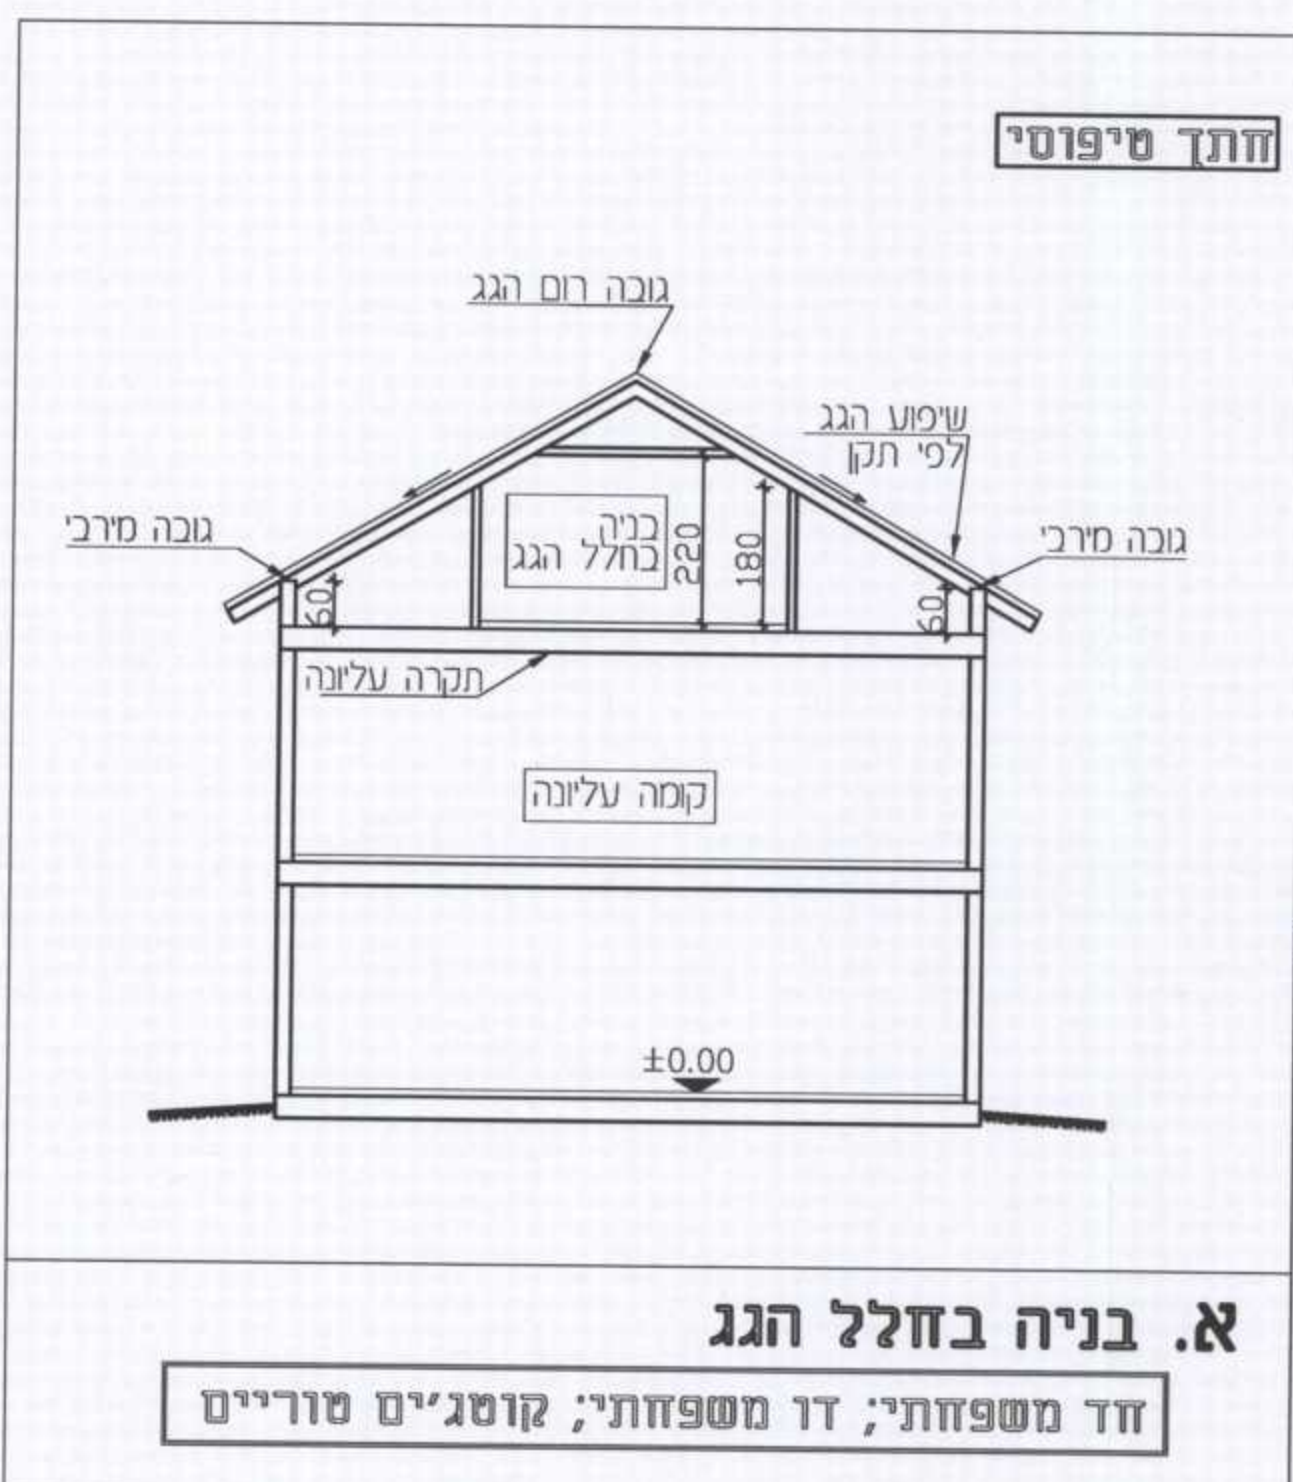 חתך טיפוסי
גובה רום הגג
שיפוע הגג
לפי תקן
גובה מירבי
גובה מירבי
בניה
בחלל הגג
220
180
60
60
תקרה עליונה
קומה עליונה
±0.00
א. בניה בחלל הגג
חד משפחתי; דו משפחתי; קוטג'ים טוריים